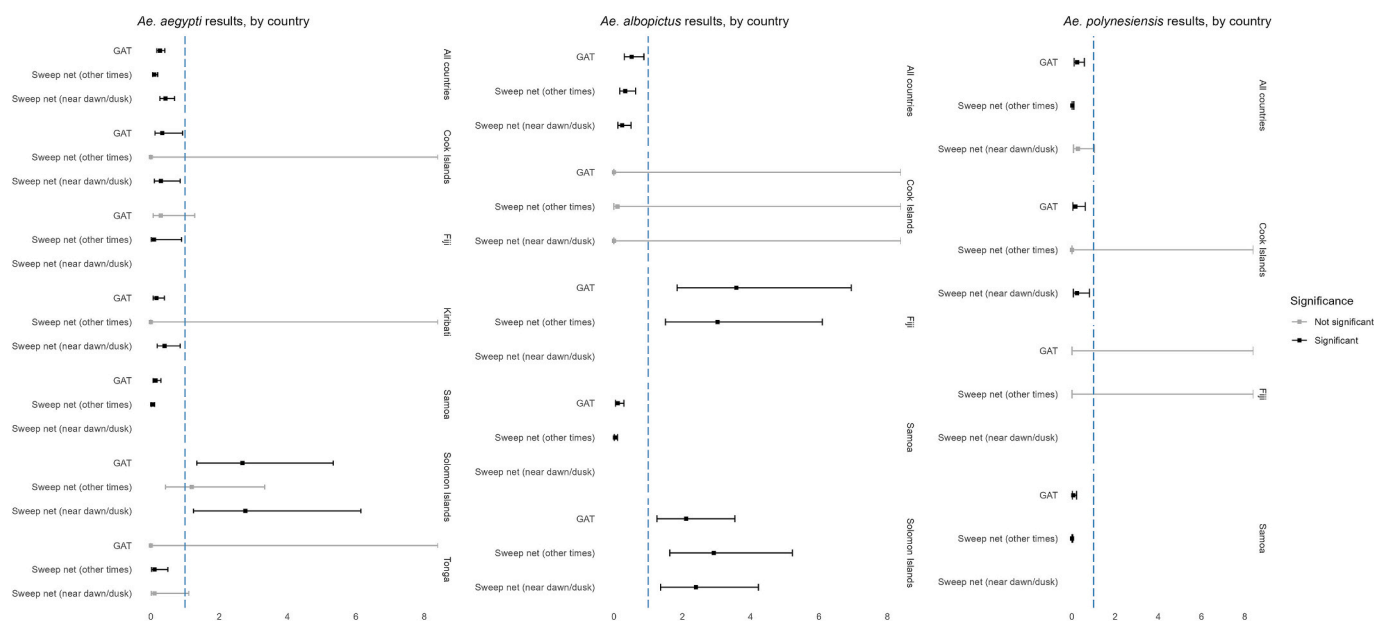 Ae. aegypti results, by country
GAT
Sweep net (other times)
Sweep net (near dawn/dusk)
All countries
GAT
Sweep net (other times)
Sweep net (near dawn/dusk)
Cook Islands
GAT
Sweep net (other times)
Sweep net (near dawn/dusk)
Fiji
GAT
Sweep net (other times)
Sweep net (near dawn/dusk)
Kiribati
GAT
Sweep net (other times)
Sweep net (near dawn/dusk)
Samoa
GAT
Sweep net (other times)
Sweep net (near dawn/dusk)
Solomon Islands
GAT
Sweep net (other times)
Sweep net (near dawn/dusk)
Tonga
0 2 4 6 8
Ae. albopictus results, by country
GAT
Sweep net (other times)
Sweep net (near dawn/dusk)
All countries
GAT
Sweep net (other times)
Sweep net (near dawn/dusk)
Cook Islands
GAT
Sweep net (other times)
Sweep net (near dawn/dusk)
Fiji
GAT
Sweep net (other times)
Sweep net (near dawn/dusk)
Samoa
GAT
Sweep net (other times)
Sweep net (near dawn/dusk)
Solomon Islands
0 2 4 6 8
Ae. polynesiensis results, by country
GAT
Sweep net (other times)
Sweep net (near dawn/dusk)
All countries
GAT
Sweep net (other times)
Sweep net (near dawn/dusk)
Cook Islands
GAT
Sweep net (other times)
Sweep net (near dawn/dusk)
Fiji
GAT
Sweep net (other times)
Sweep net (near dawn/dusk)
Samoa
0 2 4 6 8
Significance
Not significant
Significant